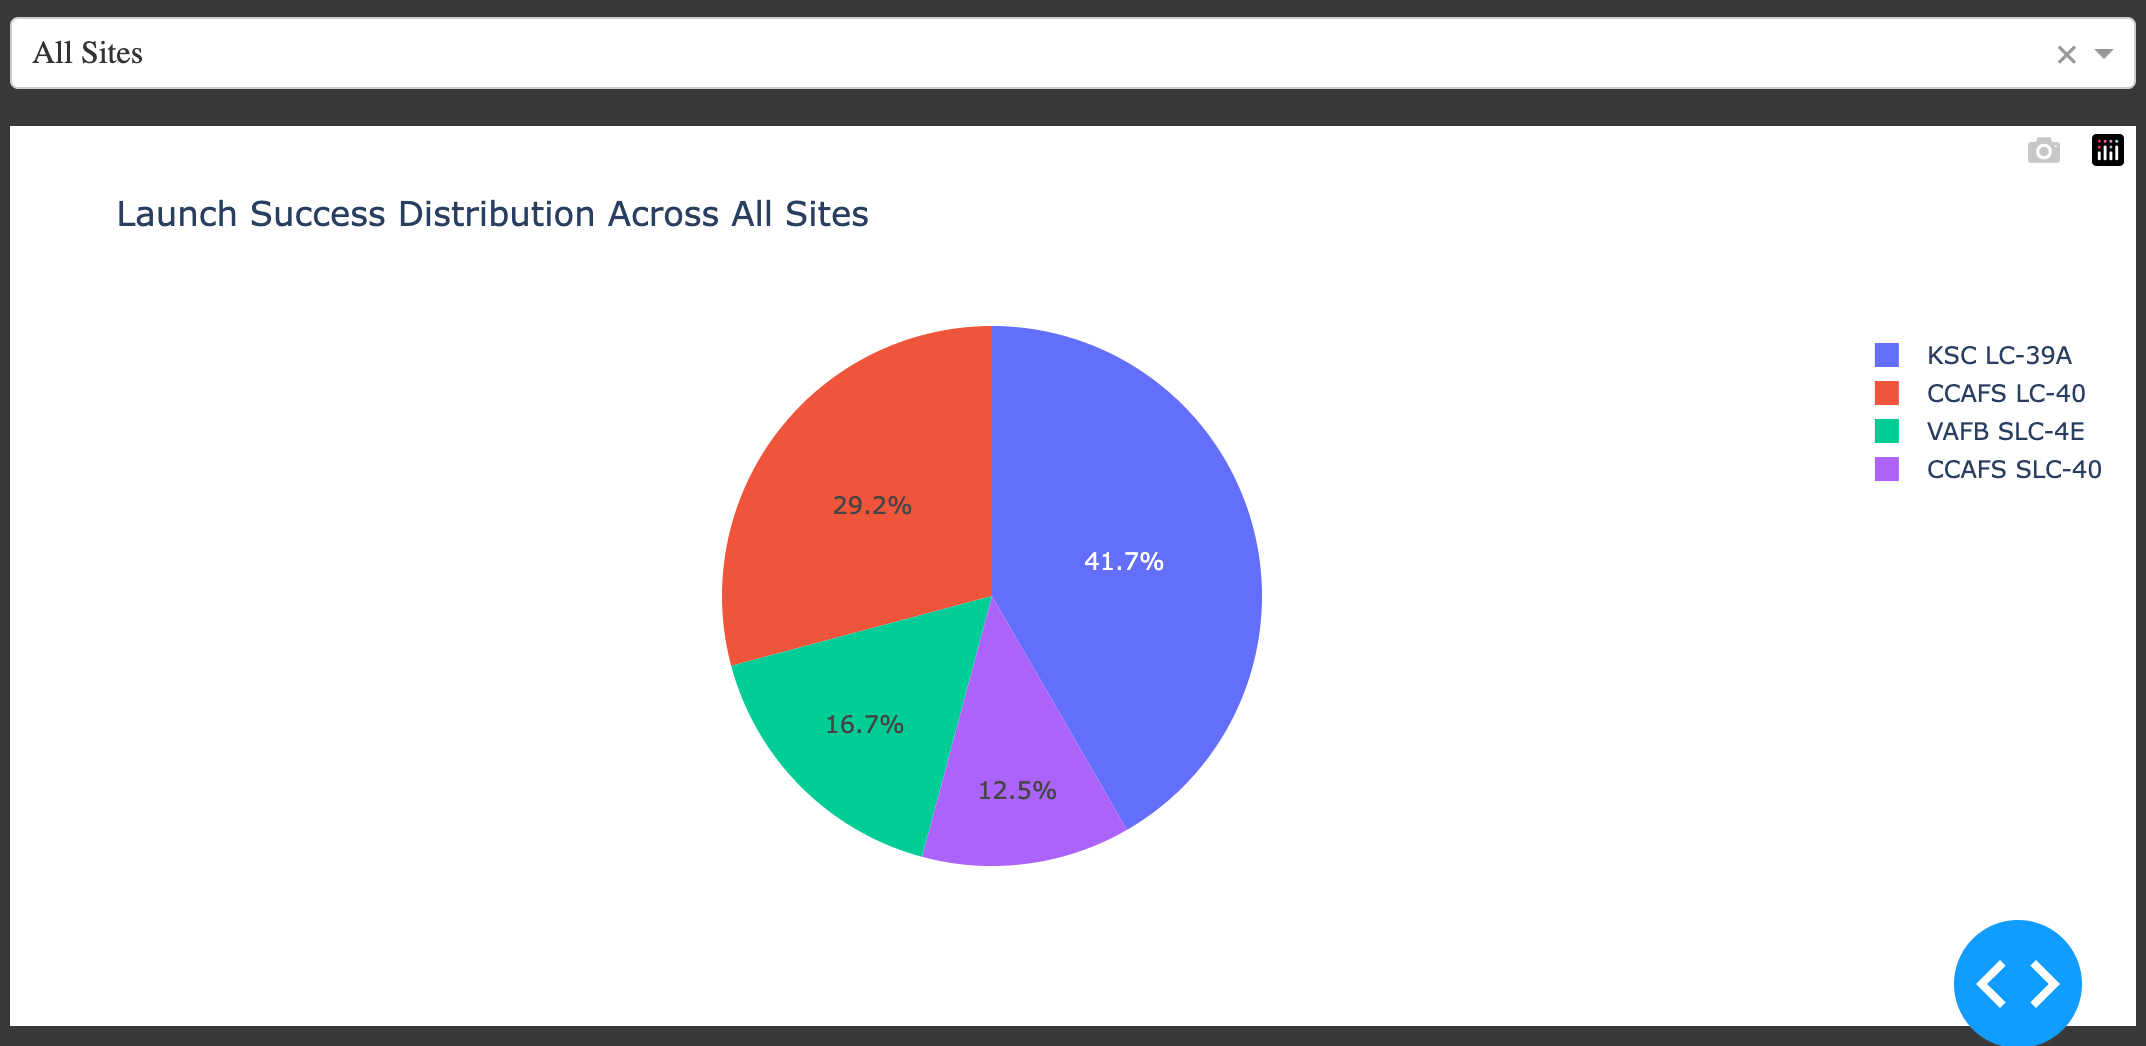 All Sites
Launch Success Distribution Across All Sites
KSC LC-39A
CCAFS LC-40
VAFB SLC-4E
CCAFS SLC-40
29.2%
41.7%
16.7%
12.5%